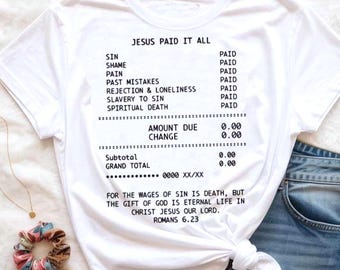 JESUS PAID IT ALL
SIN PAID
SHAME PAID
PAIN PAID
PAST MISTAKES PAID
REJECTION & LONELINESS PAID
SLAVERY TO SIN PAID
SPIRITUAL DEATH PAID
AMOUNT DUE 0.00
CHANGE 0.00
Subtotal 0.00
GRAND TOTAL 0.00
•••••••••••••• 0000 XX/XX
FOR THE WAGES OF SIN IS DEATH, BUT
THE GIFT OF GOD IS ETERNAL LIFE IN
CHRIST JESUS OUR LORD.
ROMANS 6.23